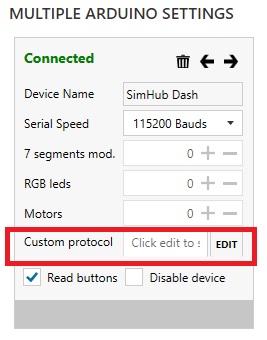 MULTIPLE ARDUINO SETTINGS
Connected
Device Name SimHub Dash
Serial Speed 115200 Bauds
7 segments mod. 0
RGB leds 0
Motors 0
Custom protocol Click edit to s EDIT
Read buttons Disable device